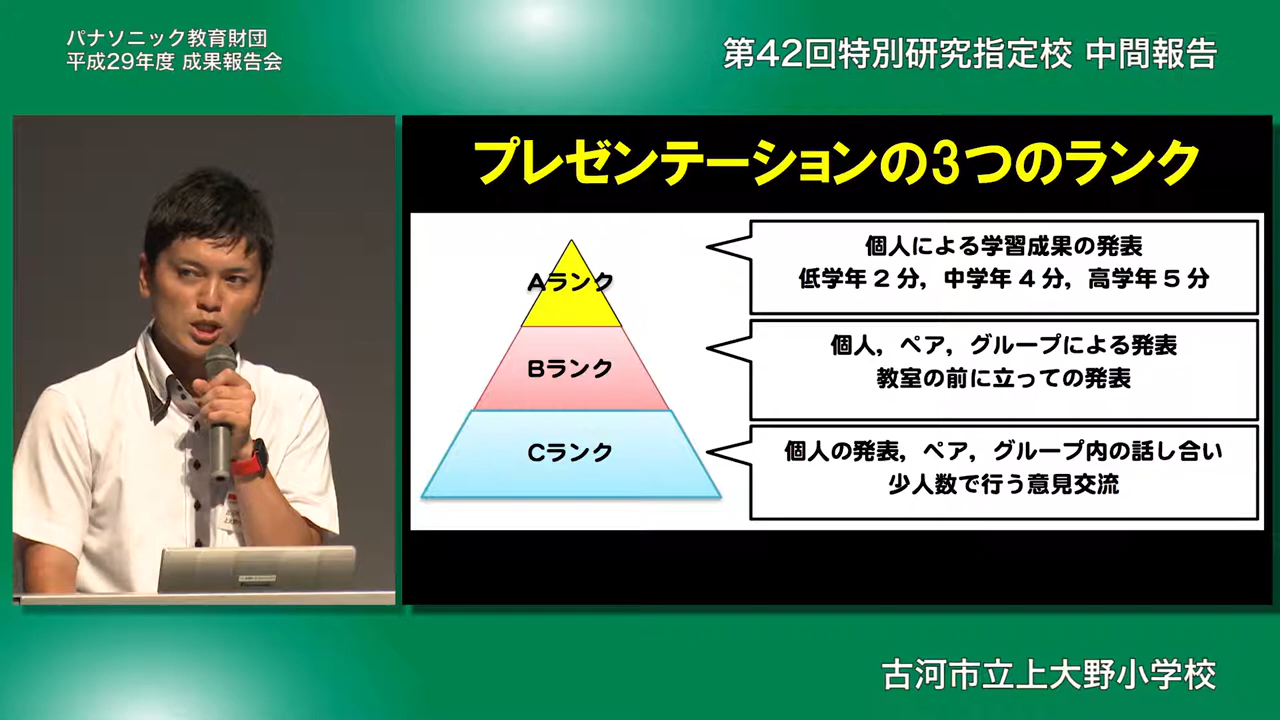 パナソニック教育財団
平成29年度 成果報告会
第42回特別研究指定校 中間報告
プレゼンテーションの3つのランク
Aランク
個人による学習成果の発表
低学年2分，中学年4分，高学年5分
Bランク
個人，ペア，グループによる発表
教室の前に立っての発表
Cランク
個人の発表，ペア，グループ内の話し合い
少人数で行う意見交流
古河市立上大野小学校